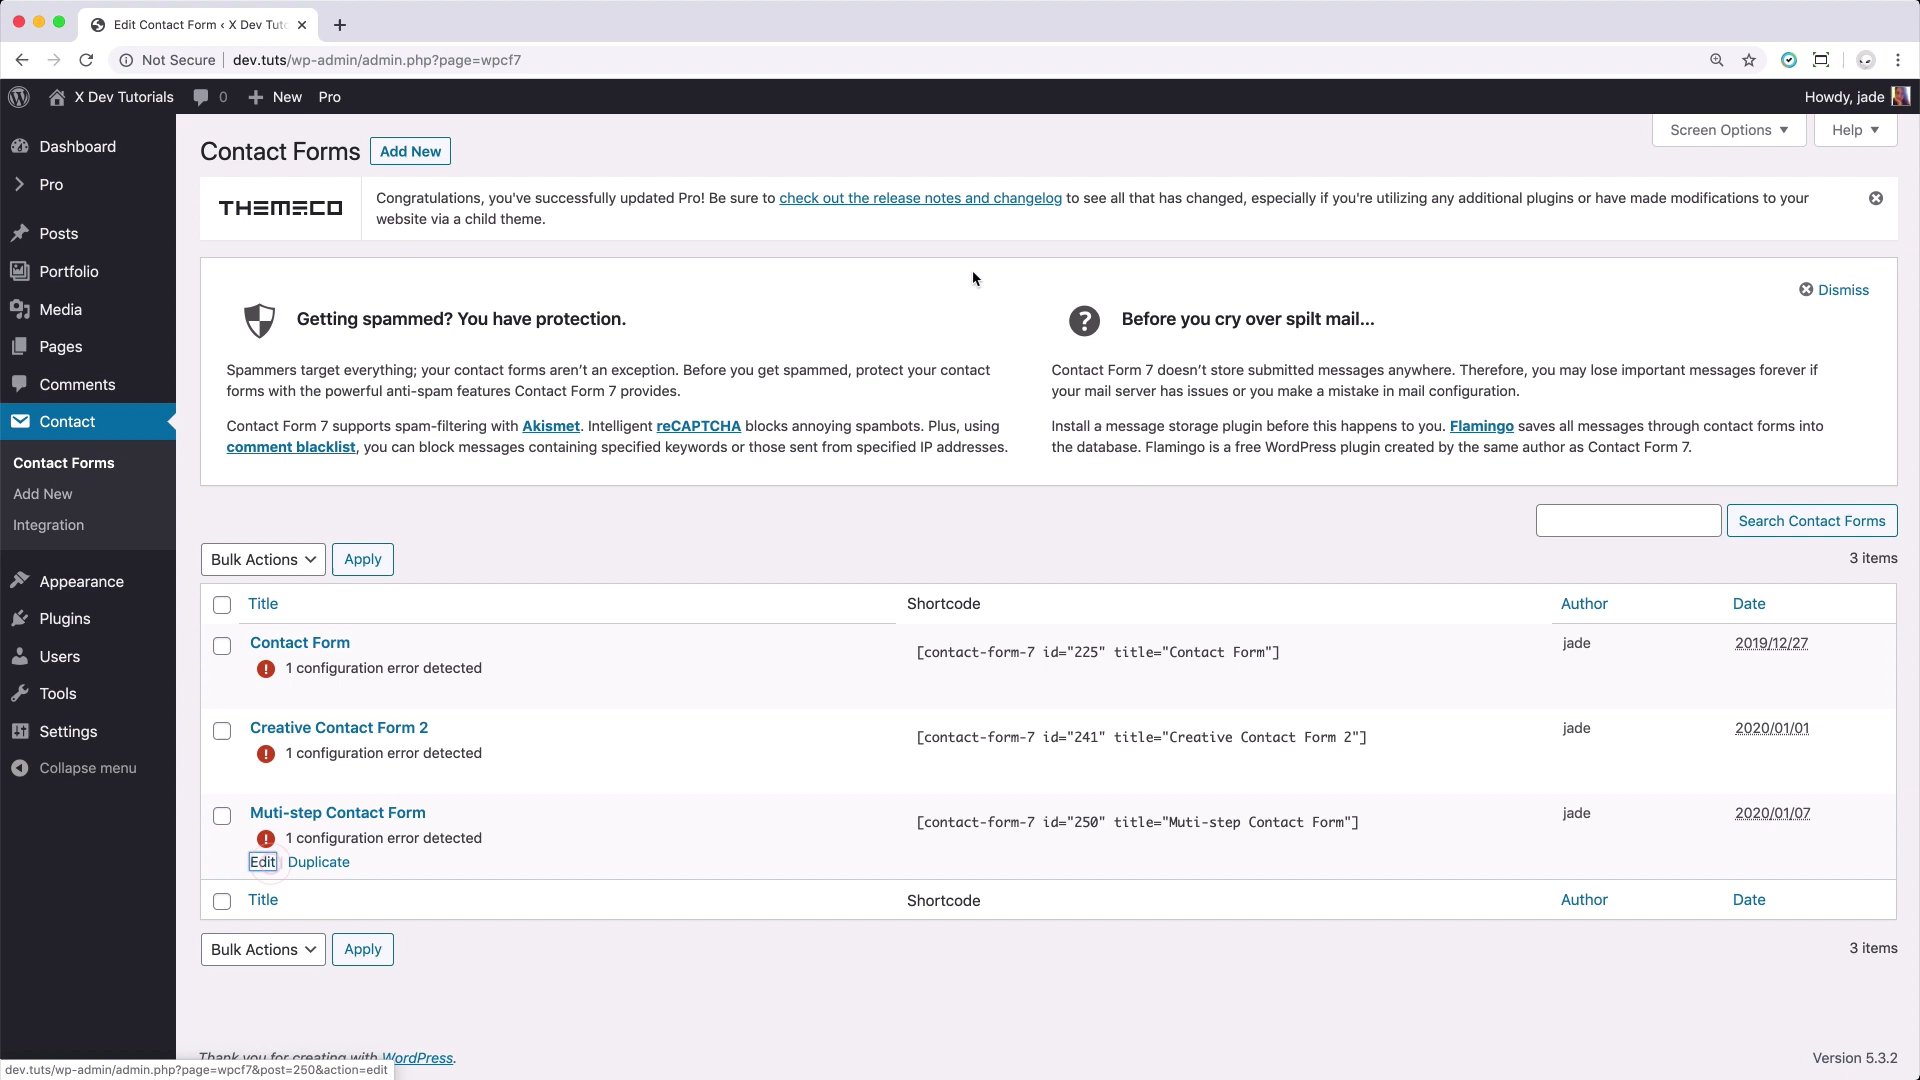 Edit Contact Form ‹ X Dev Tuto
Not Secure dev.tuts/wp-admin/admin.php?page=wpcf7
X Dev Tutorials 0 New Pro Howdy, jade
Screen Options Help
Dashboard
Pro
Posts
Portfolio
Media
Pages
Comments
Contact
Contact Forms
Add New
Integration
Appearance
Plugins
Users
Tools
Settings
Collapse menu
Contact Forms Add New
THEMECO
Congratulations, you've successfully updated Pro! Be sure to check out the release notes and changelog to see all that has changed, especially if you're utilizing any additional plugins or have made modifications to your
website via a child theme.
Dismiss
Getting spammed? You have protection.
Spammers target everything; your contact forms aren’t an exception. Before you get spammed, protect your contact
forms with the powerful anti-spam features Contact Form 7 provides.
Contact Form 7 supports spam-filtering with Akismet. Intelligent reCAPTCHA blocks annoying spambots. Plus, using
comment blacklist, you can block messages containing specified keywords or those sent from specified IP addresses.
Before you cry over spilt mail...
Contact Form 7 doesn’t store submitted messages anywhere. Therefore, you may lose important messages forever if
your mail server has issues or you make a mistake in mail configuration.
Install a message storage plugin before this happens to you. Flamingo saves all messages through contact forms into
the database. Flamingo is a free WordPress plugin created by the same author as Contact Form 7.
Search Contact Forms
Bulk Actions Apply 3 items
Title Shortcode Author Date
Contact Form [contact-form-7 id="225" title="Contact Form"] jade 2019/12/27
1 configuration error detected
Creative Contact Form 2 [contact-form-7 id="241" title="Creative Contact Form 2"] jade 2020/01/01
1 configuration error detected
Muti-step Contact Form [contact-form-7 id="250" title="Muti-step Contact Form"] jade 2020/01/07
1 configuration error detected
Edit Duplicate
Title Shortcode Author Date
Bulk Actions Apply 3 items
Thank you for creating with WordPress. Version 5.3.2
dev.tuts/wp-admin/admin.php?page=wpcf7&post=250&action=edit